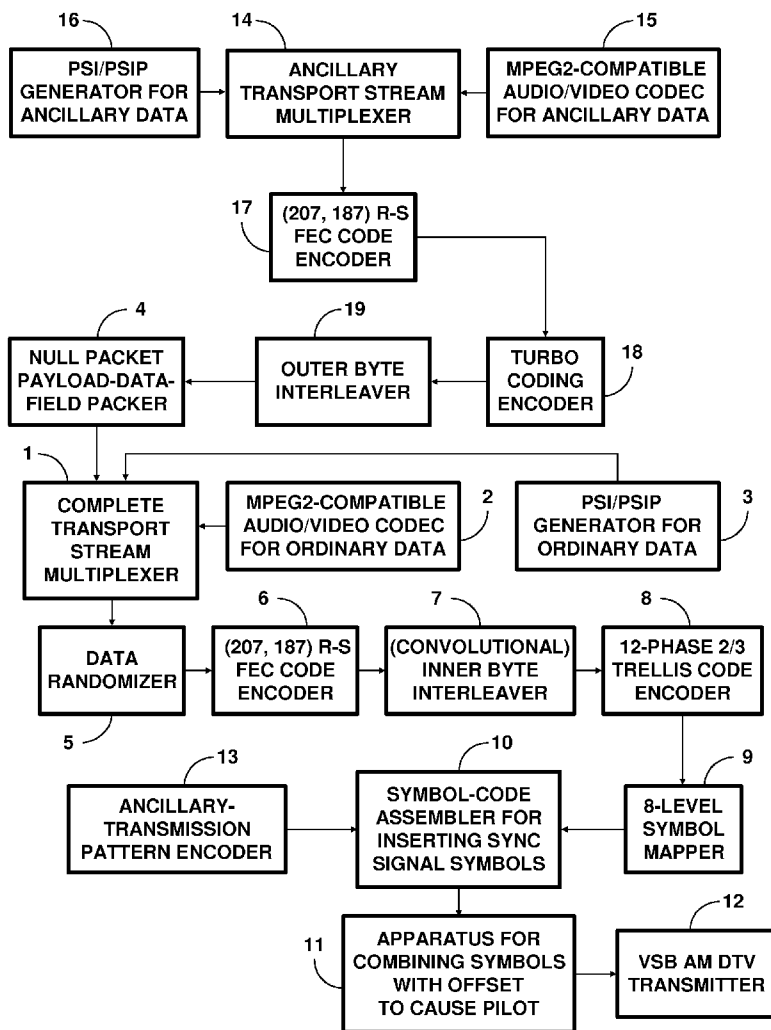 16
14
15
PSI/PSIP
GENERATOR FOR
ANCILLARY DATA
ANCILLARY
TRANSPORT STREAM
MULTIPLEXER
MPEG2-COMPATIBLE
AUDIO/VIDEO CODEC
FOR ANCILLARY DATA
17
(207, 187) R-S
FEC CODE
ENCODER
4
19
18
NULL PACKET
PAYLOAD-DATA-
FIELD PACKER
OUTER BYTE
INTERLEAVER
TURBO
CODING
ENCODER
1
COMPLETE
TRANSPORT
STREAM
MULTIPLEXER
MPEG2-COMPATIBLE
AUDIO/VIDEO CODEC
FOR ORDINARY DATA
2
PSI/PSIP
GENERATOR FOR
ORDINARY DATA
3
6
7
8
DATA
RANDOMIZER
5
(207, 187) R-S
FEC CODE
ENCODER
(CONVOLUTIONAL)
INNER BYTE
INTERLEAVER
12-PHASE 2/3
TRELLIS CODE
ENCODER
13
10
9
ANCILLARY-
TRANSMISSION
PATTERN ENCODER
SYMBOL-CODE
ASSEMBLER FOR
INSERTING SYNC
SIGNAL SYMBOLS
8-LEVEL
SYMBOL
MAPPER
11
12
APPARATUS FOR
COMBINING SYMBOLS
WITH OFFSET
TO CAUSE PILOT
VSB AM DTV
TRANSMITTER